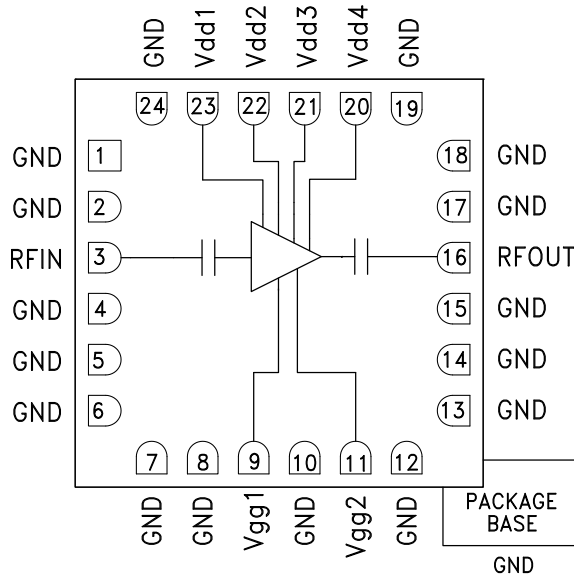 GND Vdd1 Vdd2 Vdd3 Vdd4 GND
24 23 22 21 20 19
GND 1 18 GND
GND 2 17 GND
RFIN 3 16 RFOUT
GND 4 15 GND
GND 5 14 GND
GND 6 13 GND
7 8 9 10 11 12
GND GND Vgg1 GND Vgg2 GND
PACKAGE
BASE
GND